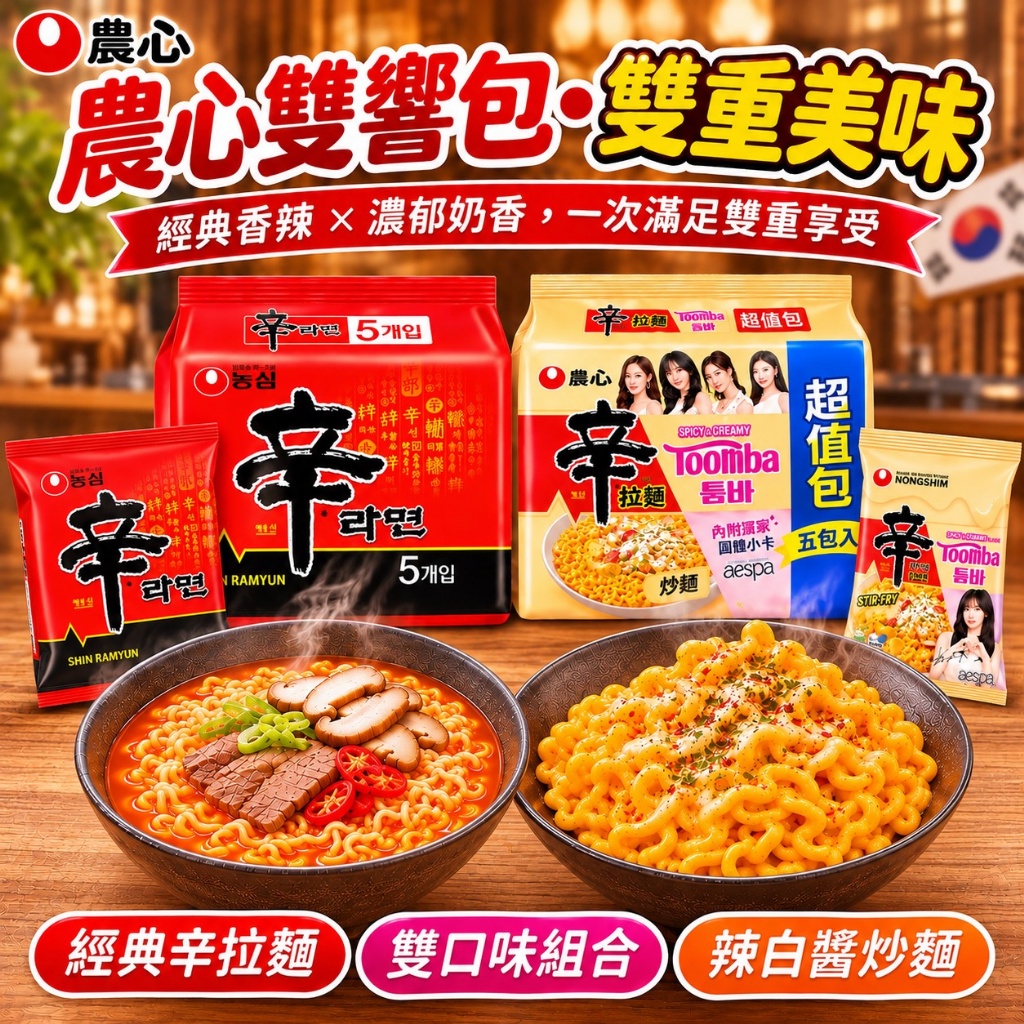 農心
農心雙響包·雙重美味
經典香辣 × 濃郁奶香，一次滿足雙重享受
辛라면 5개입
농심
辛라면
RAMYUN
5개입
辛拉麵 Toomba 툼바 超值包
農心
SPICY & CREAMY
Toomba
툼바
辛拉麵
超值包
五包入
內附獨家
小卡
aespa
炒麵
농심
辛라면
SHIN RAMYUN
NONGSHIM
辛
Toomba
툼바
STIR-FRY
aespa
經典辛拉麵
雙口味組合
辣白醬炒麵